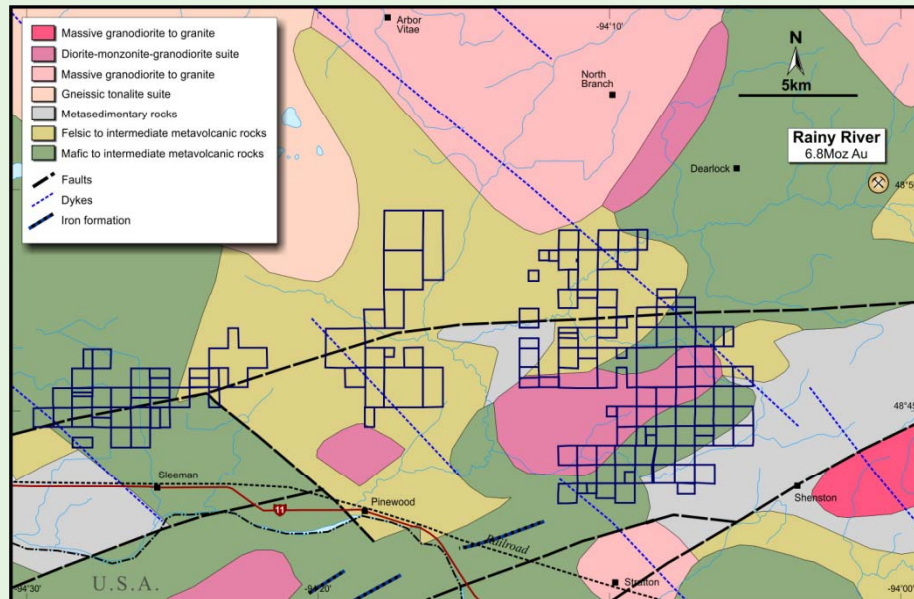 Massive granodiorite to granite
Diorite-monzonite-granodiorite suite
Massive granodiorite to granite
Gneissic tonalite suite
Metasedimentary rocks
Felsic to intermediate metavolcanic rocks
Mafic to intermediate metavolcanic rocks
Faults
Dykes
Iron formation
Arbor
Vitae
-94°10'
North
Branch
N
5km
Rainy River
6.8Moz Au
Dearlock
48°5
48°45
Sleeman
11
Pinewood
Shenston
Railroad
Stratton
U.S.A.
-94°30'
-94°20'
-94°00'